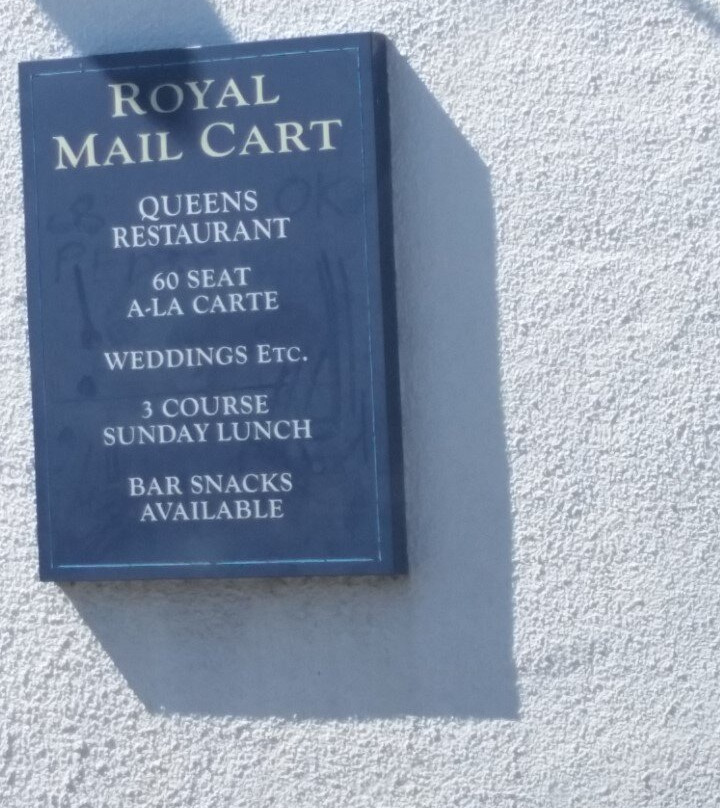 ROYAL
MAIL CART
QUEENS
RESTAURANT
60 SEAT
A-LA CARTE
WEDDINGS ETC.
3 COURSE
SUNDAY LUNCH
BAR SNACKS
AVAILABLE